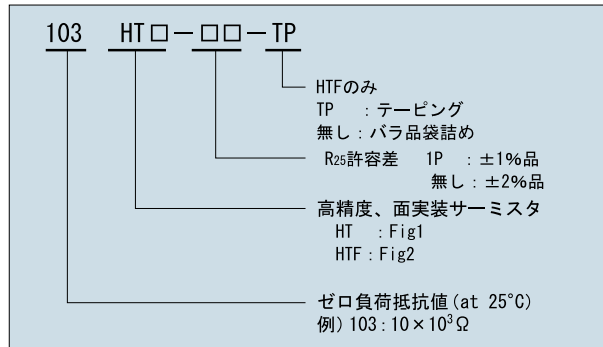 103 HT□－□□－TP
HTFのみ
TP ：テーピング
無し：バラ品袋詰め
R25許容差 1P ：±1%品
無し：±2%品
高精度、面実装サーミスタ
HT ：Fig1
HTF：Fig2
ゼロ負荷抵抗値(at 25°C)
例) 103：10×10³Ω